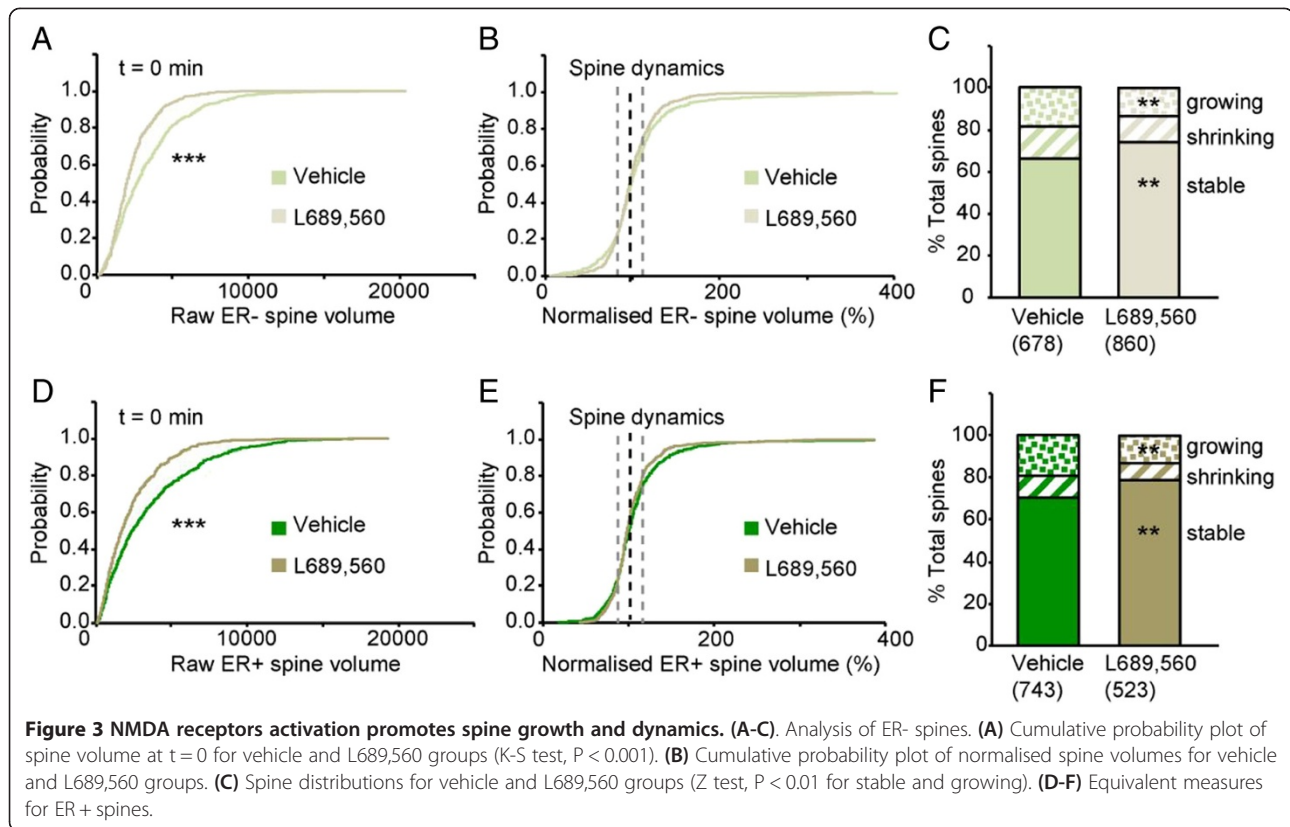 A
t = 0 min
Probability
1.0
0.8
0.6
0.4
0.2
0.0
***
Vehicle
L689,560
0
10000
20000
Raw ER- spine volume
B
Spine dynamics
Probability
1.0
0.8
0.6
0.4
0.2
0.0
Vehicle
L689,560
0
200
400
Normalised ER- spine volume (%)
C
% Total spines
100
80
60
40
20
0
** growing
shrinking
** stable
Vehicle
(678)
L689,560
(860)
D
t = 0 min
Probability
1.0
0.8
0.6
0.4
0.2
0.0
***
Vehicle
L689,560
0
10000
20000
Raw ER+ spine volume
E
Spine dynamics
Probability
1.0
0.8
0.6
0.4
0.2
0.0
Vehicle
L689,560
0
200
400
Normalised ER+ spine volume (%)
F
% Total spines
100
80
60
40
20
0
** growing
shrinking
** stable
Vehicle
(743)
L689,560
(523)
Figure 3 NMDA receptors activation promotes spine growth and dynamics. (A-C). Analysis of ER- spines. (A) Cumulative probability plot of
spine volume at t = 0 for vehicle and L689,560 groups (K-S test, P < 0.001). (B) Cumulative probability plot of normalised spine volumes for vehicle
and L689,560 groups. (C) Spine distributions for vehicle and L689,560 groups (Z test, P < 0.01 for stable and growing). (D-F) Equivalent measures
for ER + spines.